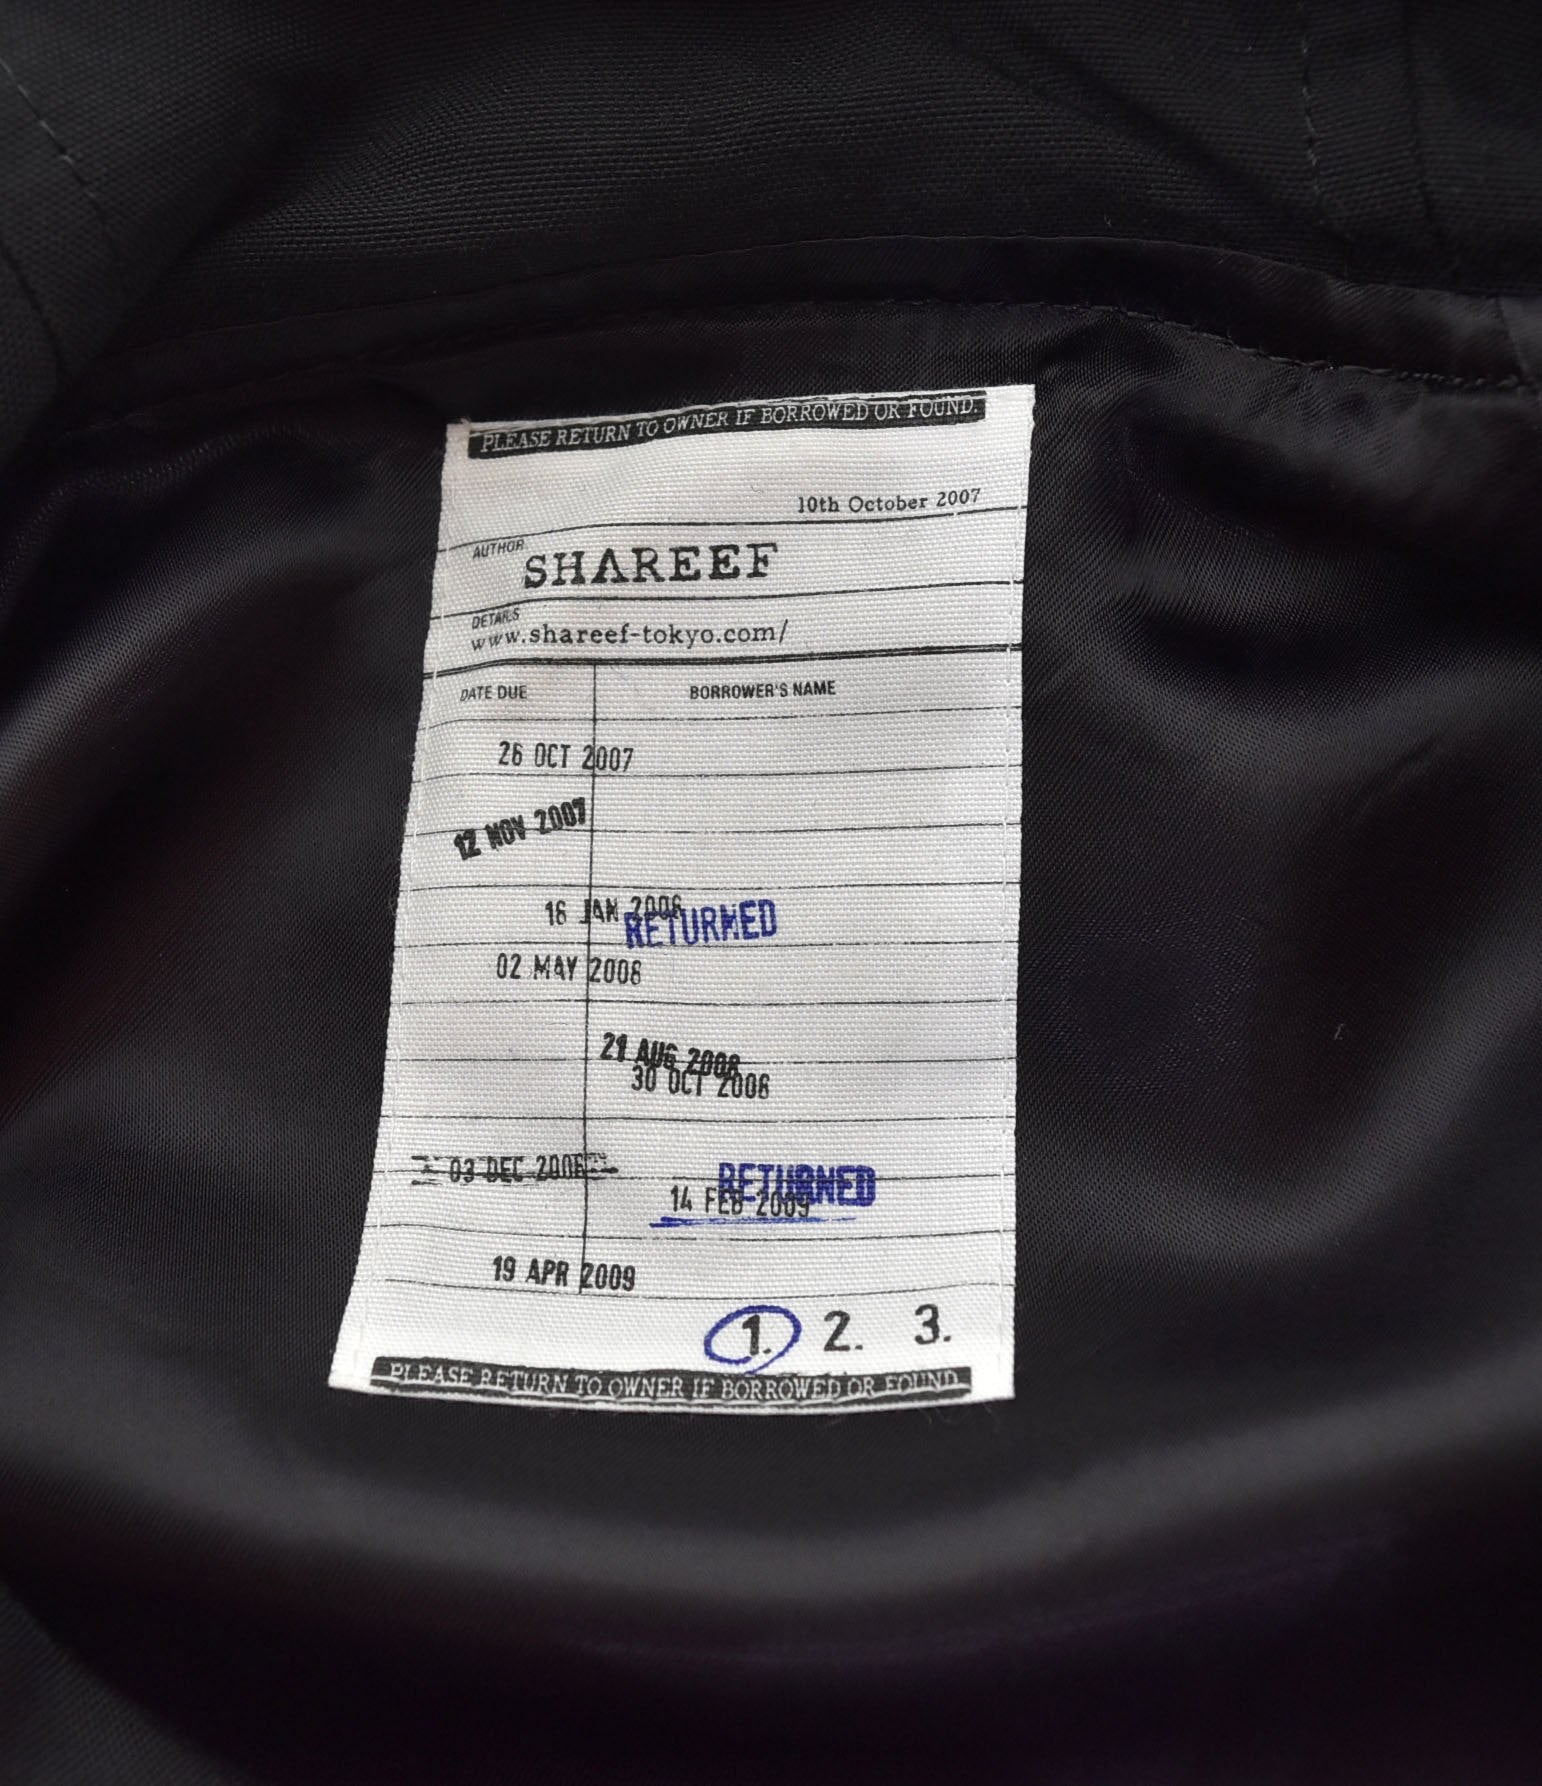 PLEASE RETURN TO OWNER IF BORROWED OR FOUND.
10th October 2007
AUTHOR SHAREEF
DETAILS
www.shareef-tokyo.com/
DATE DUE BORROWER'S NAME
26 OCT 2007
12 NOV 2007
16 JAN 2008
RETURNED
02 MAY 2008
21 AUG 2008
30 OCT 2008
03 DEC 2008
RETURNED
14 FEB 2009
19 APR 2009
1. 2. 3.
PLEASE RETURN TO OWNER IF BORROWED OR FOUND.